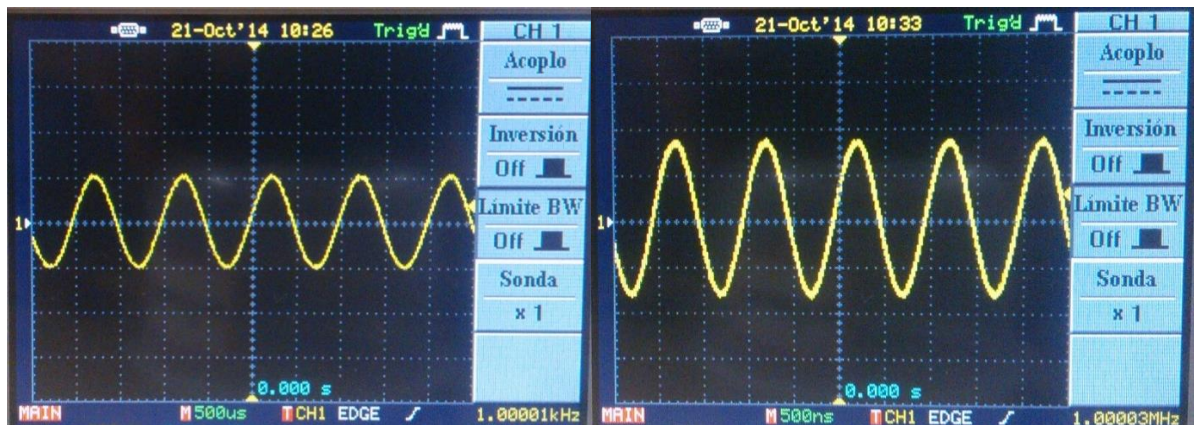 21-Oct'14 10:26 Trig'd
CH 1
Acoplo
Inversión
Off
Límite BW
Off
Sonda
x 1
1
0.000 s
MAIN M 500us T CH1 EDGE 1.00001kHz
21-Oct'14 10:33 Trig'd
CH 1
Acoplo
Inversión
Off
Límite BW
Off
Sonda
x 1
1
0.000 s
MAIN M 500ns T CH1 EDGE 1.00003MHz